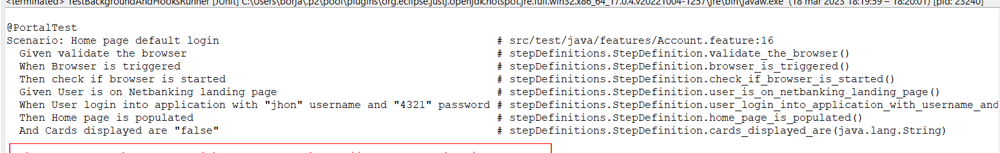 <terminated> TestBackgroundAndHooksRunner [JUnit] C:\Users\borja\.p2\pool\plugins\org.eclipse.justj.openjdk.hotspot.jre.full.win32.x86_64_17.0.4.v20221004-1257\jre\bin\javaw.exe (18 mar 2023 18:19:59 – 18:20:01) [pid: 23240]
@PortalTest
Scenario: Home page default login # src/test/java/features/Account.feature:16
Given validate the browser # stepDefinitions.StepDefinition.validate_the_browser()
When Browser is triggered # stepDefinitions.StepDefinition.browser_is_triggered()
Then check if browser is started # stepDefinitions.StepDefinition.check_if_browser_is_started()
Given User is on Netbanking landing page # stepDefinitions.StepDefinition.user_is_on_netbanking_landing_page()
When User login into application with "jhon" username and "4321" password # stepDefinitions.StepDefinition.user_login_into_application_with_username_and
Then Home page is populated # stepDefinitions.StepDefinition.home_page_is_populated()
And Cards displayed are "false" # stepDefinitions.StepDefinition.cards_displayed_are(java.lang.String)